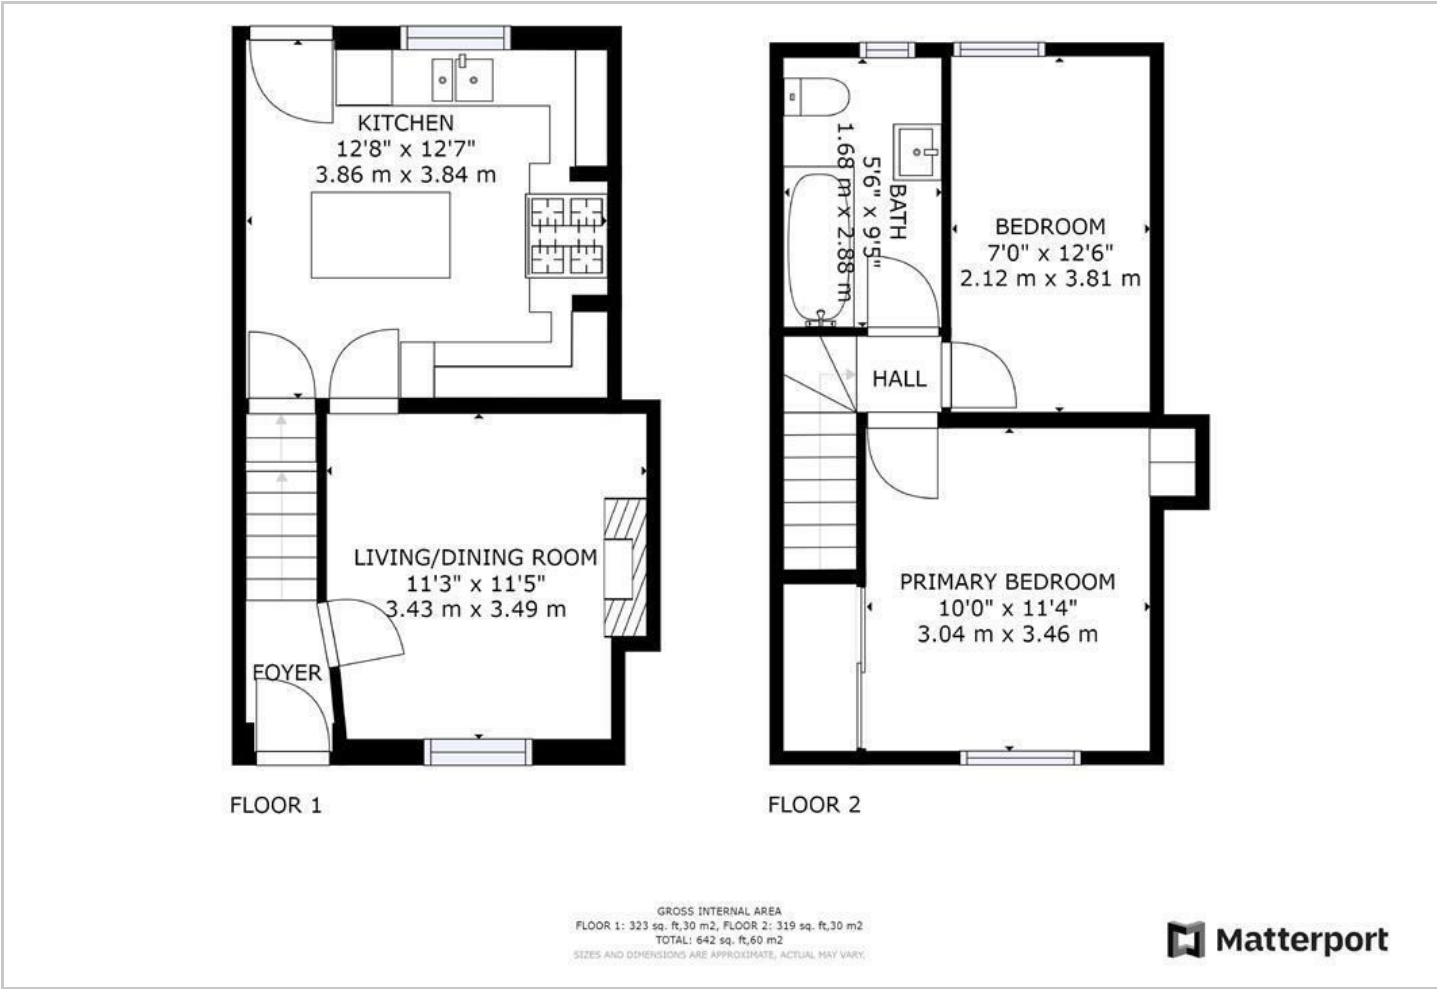 KITCHEN
12'8" x 12'7"
3.86 m x 3.84 m
LIVING/DINING ROOM
11'3" x 11'5"
3.43 m x 3.49 m
FOYER
FLOOR 1
BATH
5'6" x 9'5"
1.68 m x 2.88 m
BEDROOM
7'0" x 12'6"
2.12 m x 3.81 m
HALL
PRIMARY BEDROOM
10'0" x 11'4"
3.04 m x 3.46 m
FLOOR 2
GROSS INTERNAL AREA
FLOOR 1: 323 sq. ft,30 m2, FLOOR 2: 319 sq. ft,30 m2
TOTAL: 642 sq. ft,60 m2
SIZES AND DIMENSIONS ARE APPROXIMATE, ACTUAL MAY VARY.
Matterport